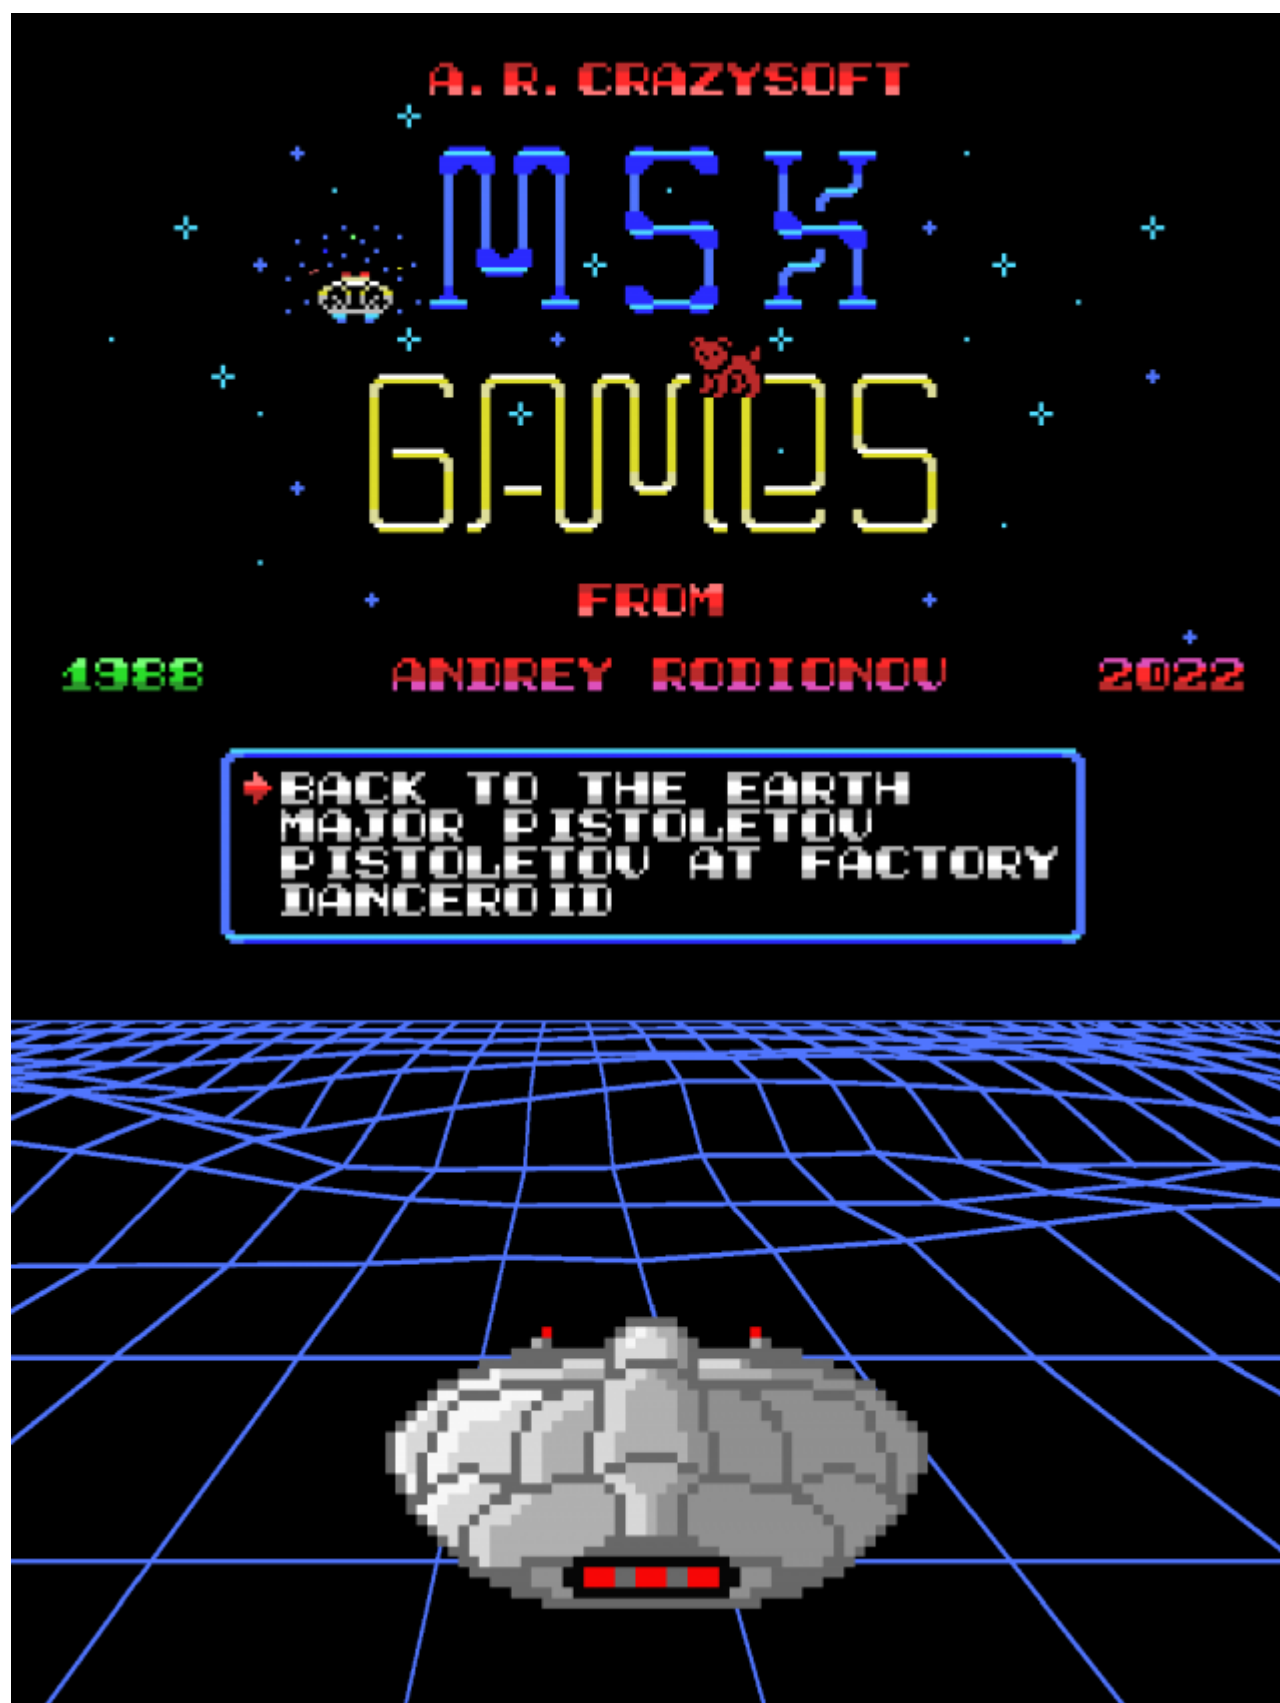 A. R. CRAZYSOFT
MSX
GAMES
FROM
1988 ANDREY RODIONOV 2022
BACK TO THE EARTH
MAJOR PISTOLETOV
PISTOLETOV AT FACTORY
DANCEROID